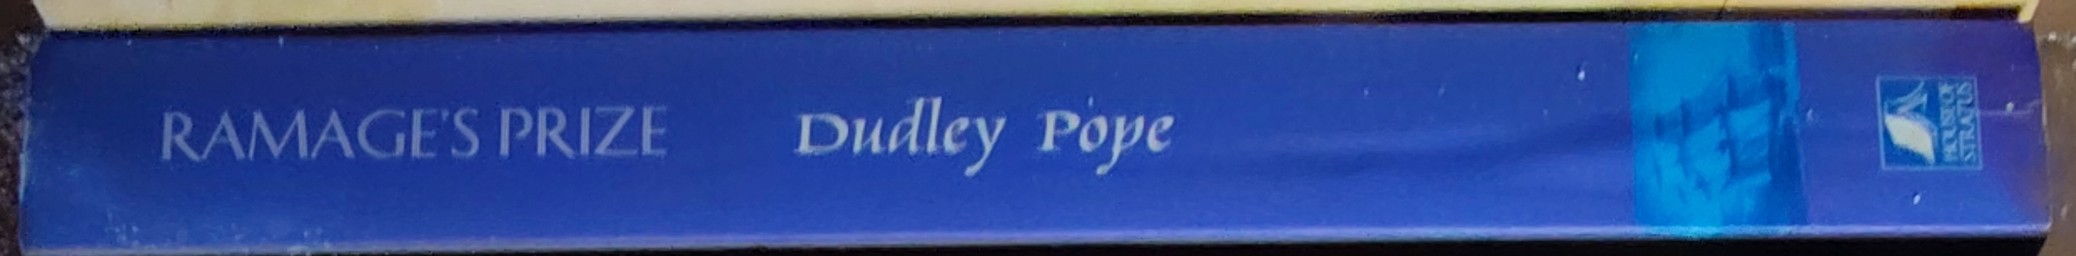 RAMAGE'S PRIZE
Dudley Pope
HOUSE OF
STRATUS